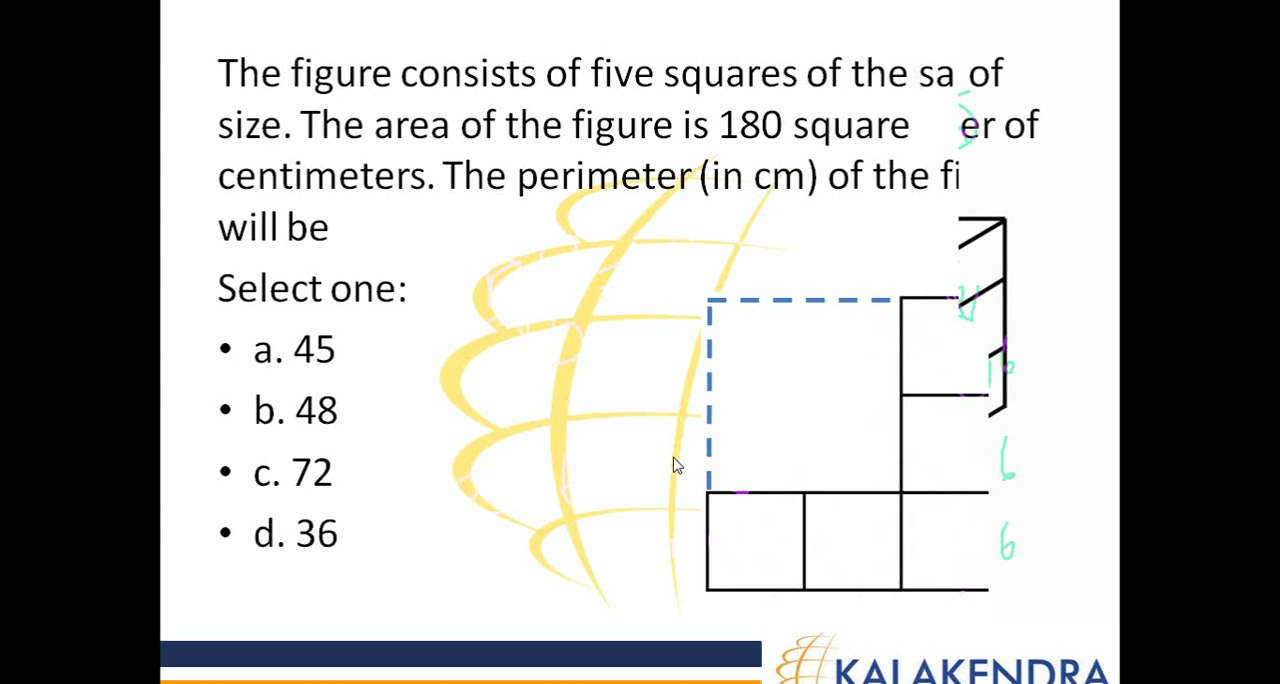 The figure consists of five squares of the sa of
size. The area of the figure is 180 square er of
centimeters. The perimeter (in cm) of the fi
will be
Select one:
• a. 45
• b. 48
• c. 72
• d. 36
6
6
KALAKENDRA